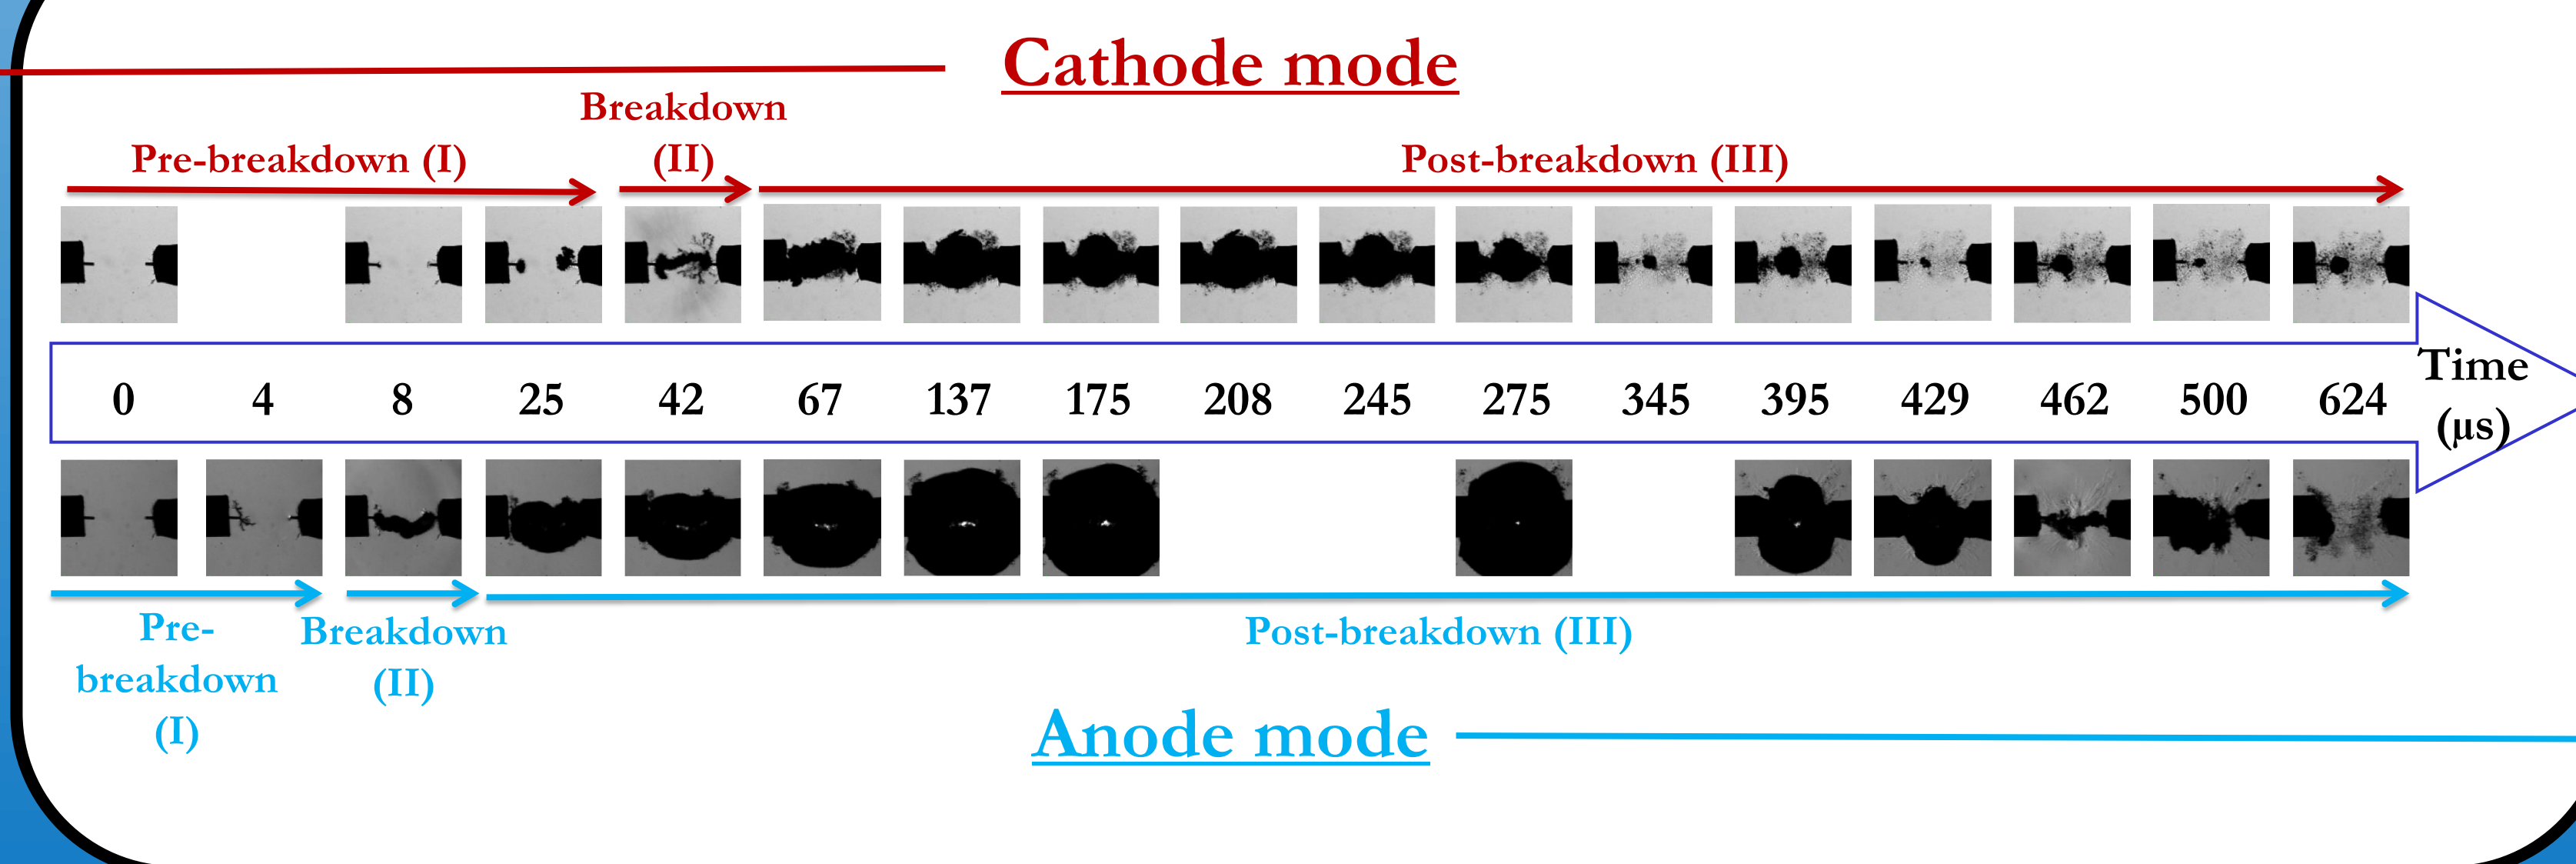 Cathode mode
Breakdown
(II)
Pre-breakdown (I)
Post-breakdown (III)
0 4 8 25 42 67 137 175 208 245 275 345 395 429 462 500 624
Time
(µs)
Pre-
breakdown
(I)
Breakdown
(II)
Post-breakdown (III)
Anode mode